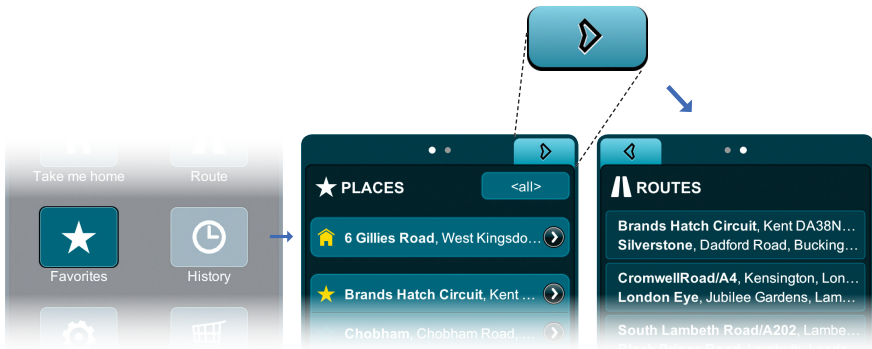 Take me home
Route
Favorites
History
PLACES
<all>
6 Gillies Road, West Kingsdo...
Brands Hatch Circuit, Kent ...
Chobham, Chobham Road, ...
ROUTES
Brands Hatch Circuit, Kent DA38N...
Silverstone, Dadford Road, Bucking...
CromwellRoad/A4, Kensington, Lon...
London Eye, Jubilee Gardens, Lam...
South Lambeth Road/A202, Lambe...